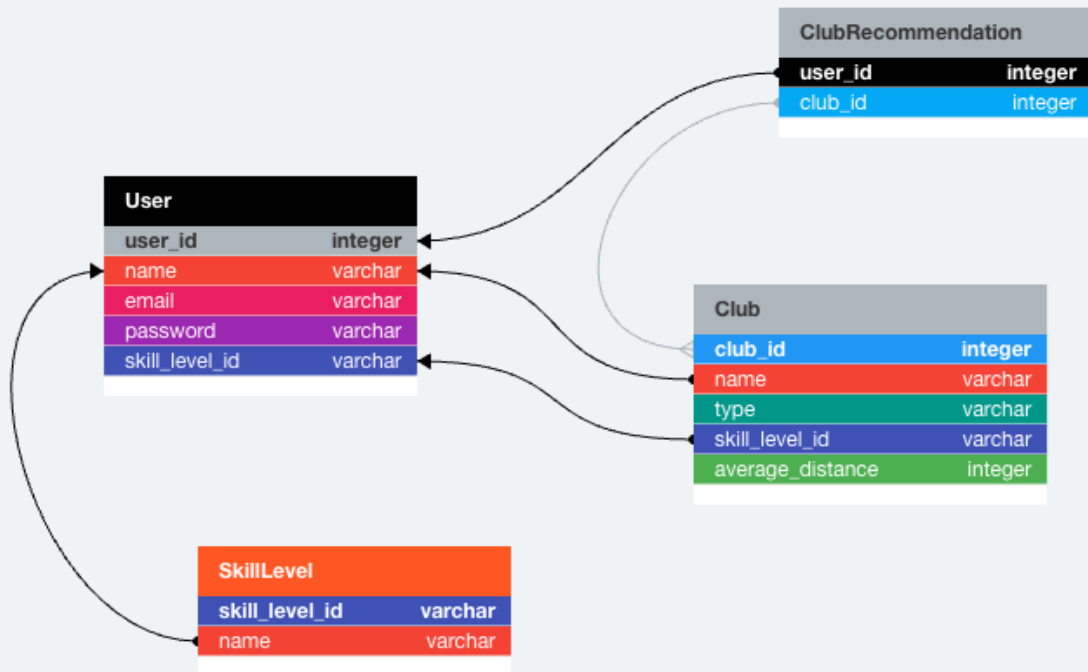 ClubRecommendation
user_id integer
club_id integer
User
user_id integer
name varchar
email varchar
password varchar
skill_level_id varchar
Club
club_id integer
name varchar
type varchar
skill_level_id varchar
average_distance integer
SkillLevel
skill_level_id varchar
name varchar